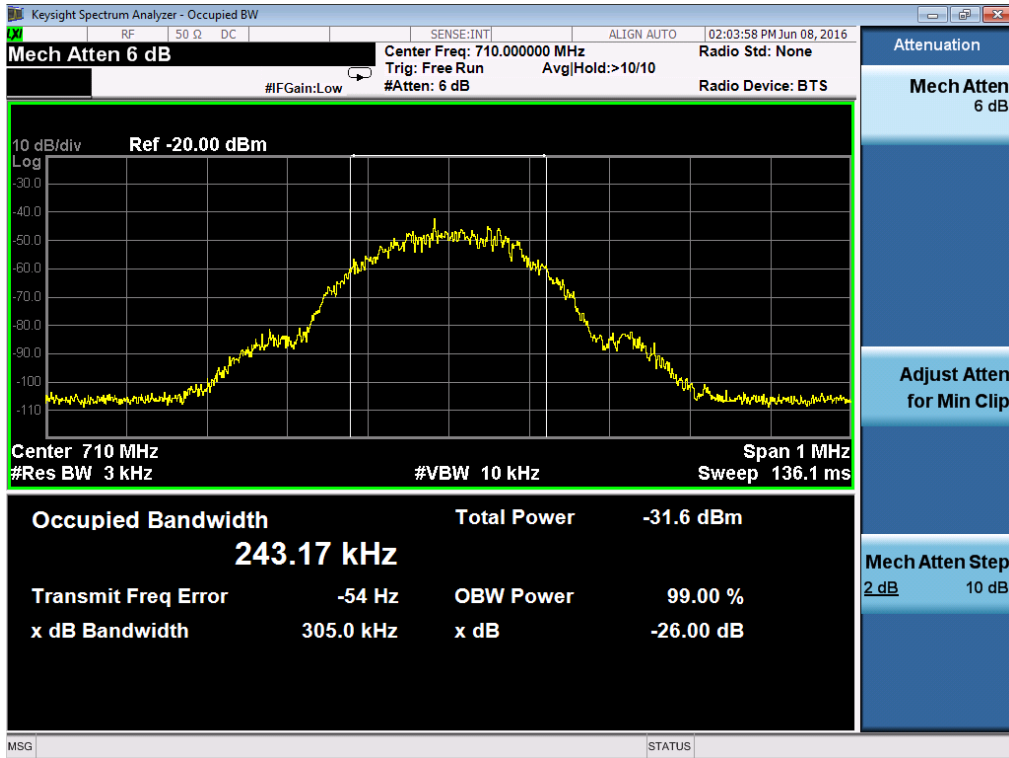 Keysight Spectrum Analyzer - Occupied BW
LXI RF 50 Ω DC SENSE:INT ALIGN AUTO 02:03:58 PM Jun 08, 2016
Mech Atten 6 dB
Center Freq: 710.000000 MHz
Radio Std: None
Trig: Free Run Avg|Hold:>10/10
#IFGain:Low #Atten: 6 dB Radio Device: BTS
Attenuation
Mech Atten
6 dB
10 dB/div Ref -20.00 dBm
Log
-30.0
-40.0
-50.0
-60.0
-70.0
-80.0
-90.0
-100
-110
Adjust Atten
for Min Clip
Center 710 MHz Span 1 MHz
#Res BW 3 kHz #VBW 10 kHz Sweep 136.1 ms
Occupied Bandwidth Total Power -31.6 dBm
243.17 kHz
Transmit Freq Error -54 Hz OBW Power 99.00 %
x dB Bandwidth 305.0 kHz x dB -26.00 dB
Mech Atten Step
2 dB 10 dB
MSG STATUS